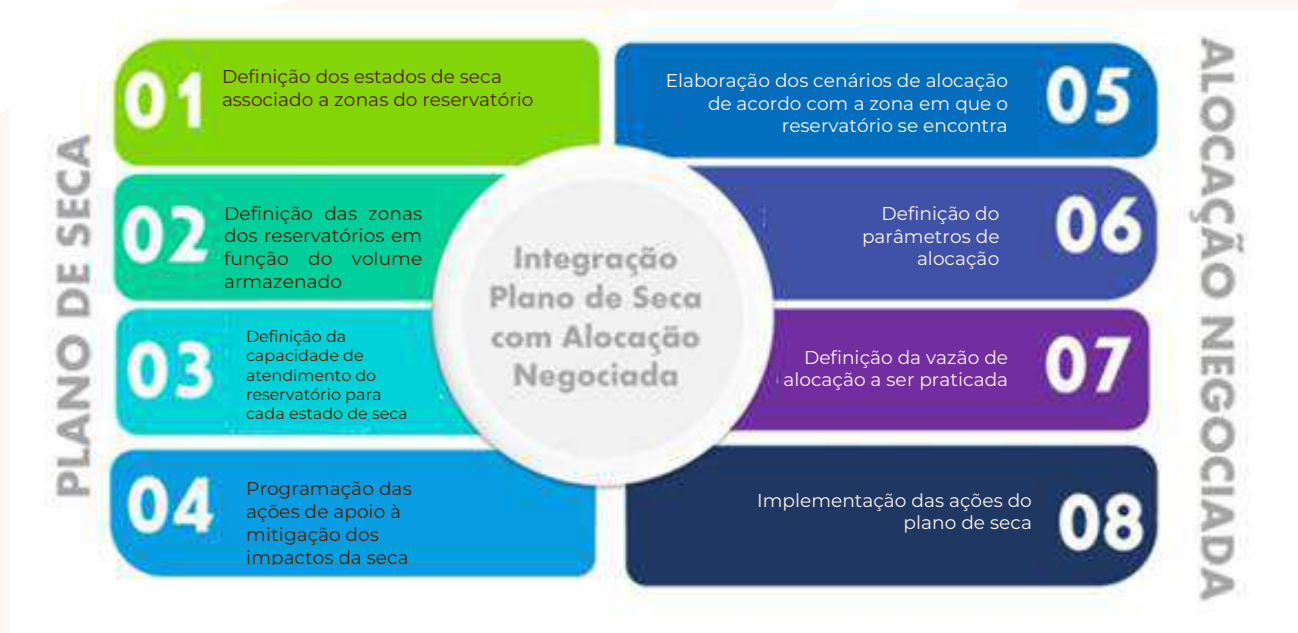 PLANO DE SECA
01
Definição dos estados de seca
associado a zonas do reservatório
02
Definição das zonas
dos reservatórios em
função do volume
armazenado
03
Definição da
capacidade de
atendimento do
reservatório para
cada estado de seca
04
Programação das
ações de apoio à
mitigação dos
impactos da seca
Integração
Plano de Seca
com Alocação
Negociada
Elaboração dos cenários de alocação
de acordo com a zona em que o
reservatório se encontra
05
Definição do
parâmetros de
alocação
06
Definição da vazão de
alocação a ser praticada
07
Implementação das ações do
plano de seca
08
ALOCAÇÃO NEGOCIADA